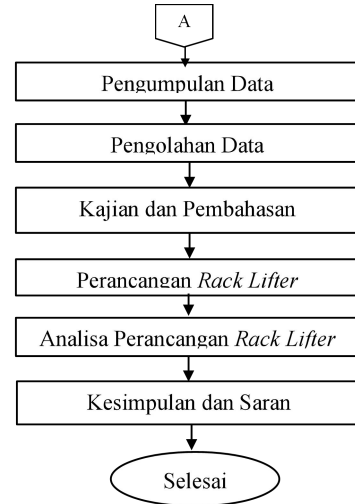 A
Pengumpulan Data
Pengolahan Data
Kajian dan Pembahasan
Perancangan Rack Lifter
Analisa Perancangan Rack Lifter
Kesimpulan dan Saran
Selesai